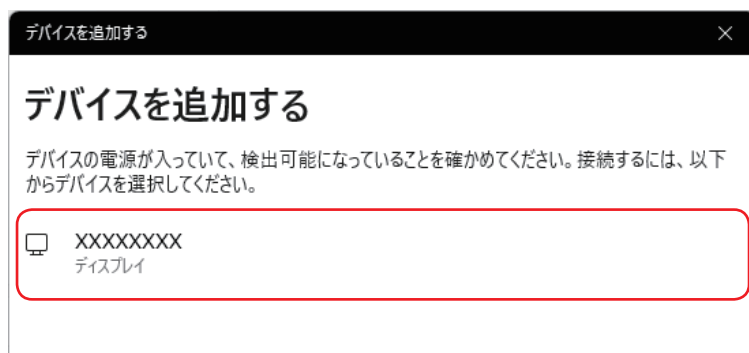 デバイスを追加する
デバイスを追加する
デバイスの電源が入っていて、検出可能になっていることを確かめてください。接続するには、以下
からデバイスを選択してください。
XXXXXXXX
ディスプレイ